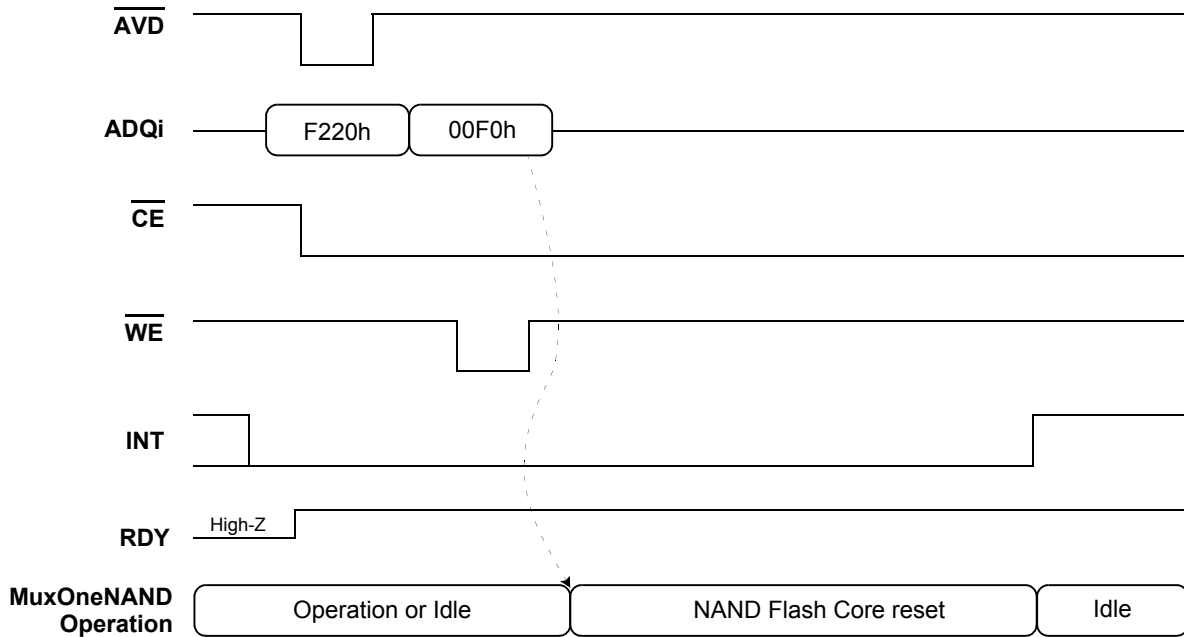 AVD
ADQi
F220h
00F0h
CE
WE
INT
RDY
High-Z
MuxOneNAND
Operation
Operation or Idle
NAND Flash Core reset
Idle